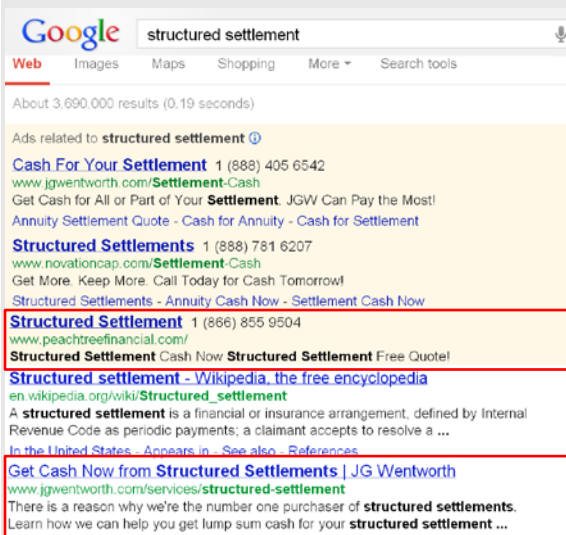 Google structured settlement
Web Images Maps Shopping More Search tools
About 3,690,000 results (0.19 seconds)
Ads related to structured settlement
Cash For Your Settlement 1 (888) 405 6542
www.jgwentworth.com/Settlement-Cash
Get Cash for All or Part of Your Settlement. JGW Can Pay the Most!
Annuity Settlement Quote - Cash for Annuity - Cash for Settlement
Structured Settlements 1 (888) 781 6207
www.novationcap.com/Settlement-Cash
Get More. Keep More. Call Today for Cash Tomorrow!
Structured Settlements - Annuity Cash Now - Settlement Cash Now
Structured Settlement 1 (866) 855 9504
www.peachtreefinancial.com/
Structured Settlement Cash Now Structured Settlement Free Quote!
Structured settlement - Wikipedia, the free encyclopedia
en.wikipedia.org/wiki/Structured_settlement
A structured settlement is a financial or insurance arrangement, defined by Internal
Revenue Code as periodic payments; a claimant accepts to resolve a ...
In the United States - Appears in - See also - References
Get Cash Now from Structured Settlements | JG Wentworth
www.jgwentworth.com/services/structured-settlement
There is a reason why we're the number one purchaser of structured settlements.
Learn how we can help you get lump sum cash for your structured settlement ...